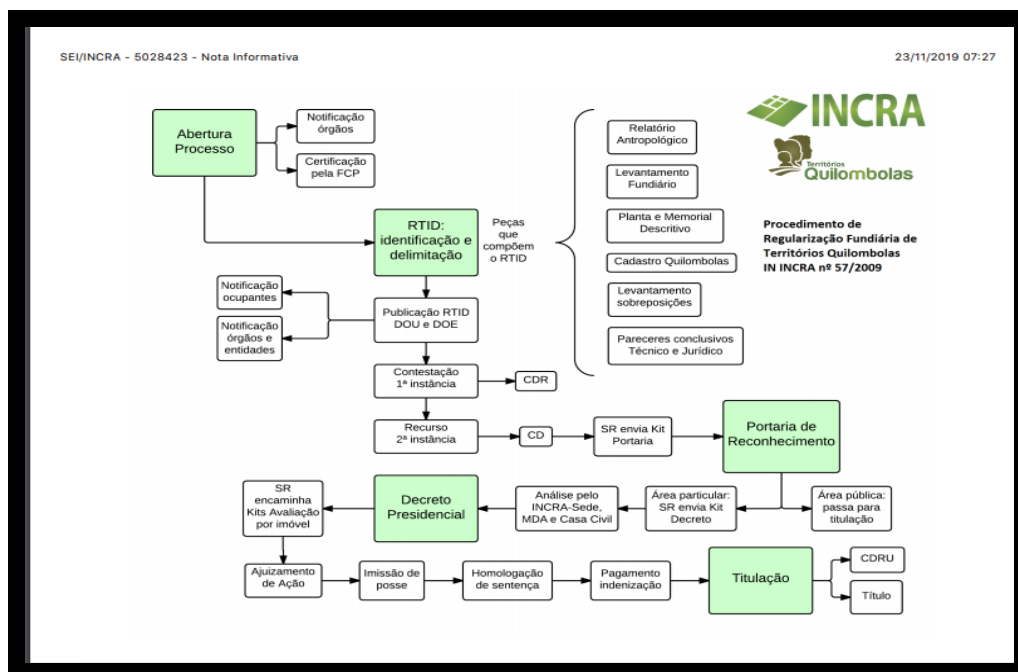 SEI/INCRA - 5028423 - Nota Informativa
23/11/2019 07:27
INCRA
Territórios
Quilombolas
Procedimento de
Regularização Fundiária de
Territórios Quilombolas
IN INCRA nº 57/2009
Abertura
Processo
Notificação
órgãos
Certificação
pela FCP
RTID:
identificação e
delimitação
Peças
que
compõem
o RTID
Relatório
Antropológico
Levantamento
Fundiário
Planta e Memorial
Descritivo
Cadastro Quilombolas
Levantamento
sobreposições
Pareceres conclusivos
Técnico e Jurídico
Notificação
ocupantes
Notificação
órgãos e
entidades
Publicação RTID
DOU e DOE
Contestação
1ª instância
CDR
Recurso
2ª instância
CD
SR envia Kit
Portaria
Portaria de
Reconhecimento
Área pública:
passa para
titulação
Área particular:
SR envia Kit
Decreto
Análise pelo
INCRA-Sede,
MDA e Casa Civil
Decreto
Presidencial
SR
encaminha
Kits Avaliação
por imóvel
Ajuizamento
de Ação
Imissão de
posse
Homologação
de sentença
Pagamento
indenização
Titulação
CDRU
Título